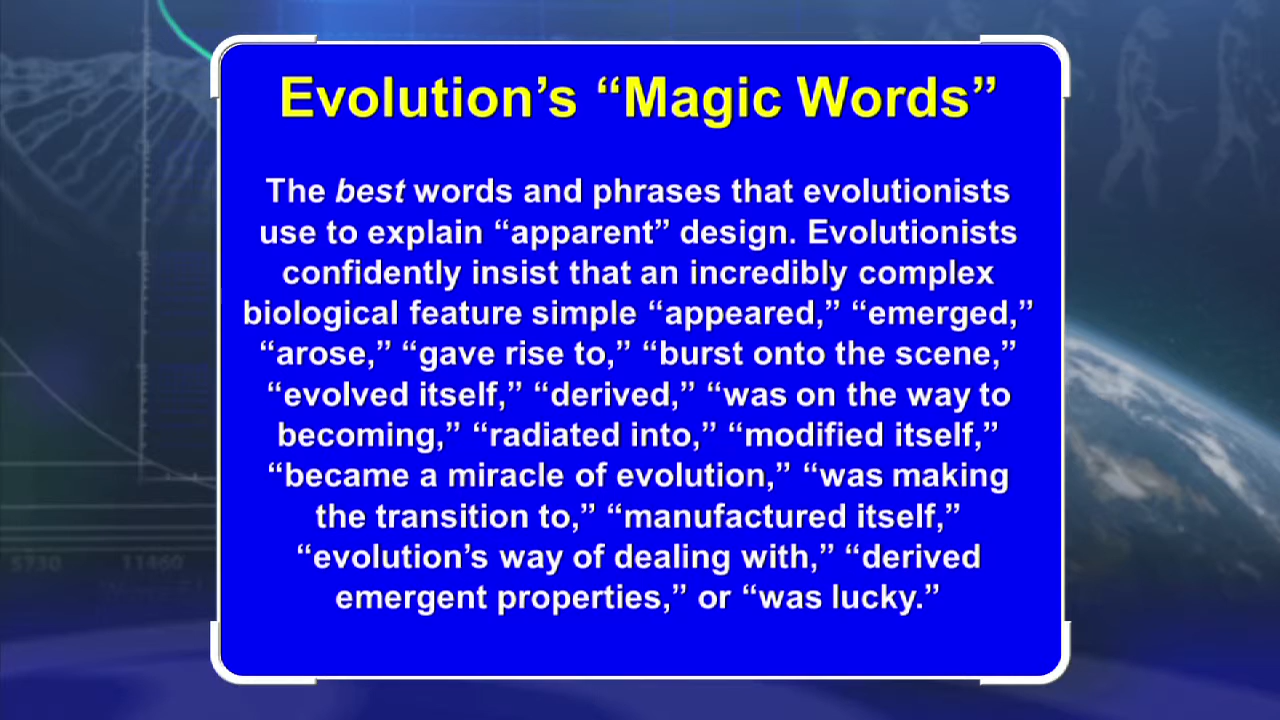 Evolution’s “Magic Words”
The best words and phrases that evolutionists
use to explain “apparent” design. Evolutionists
confidently insist that an incredibly complex
biological feature simple “appeared,” “emerged,”
“arose,” “gave rise to,” “burst onto the scene,”
“evolved itself,” “derived,” “was on the way to
becoming,” “radiated into,” “modified itself,”
“became a miracle of evolution,” “was making
the transition to,” “manufactured itself,”
“evolution’s way of dealing with,” “derived
emergent properties,” or “was lucky.”
5730 11460